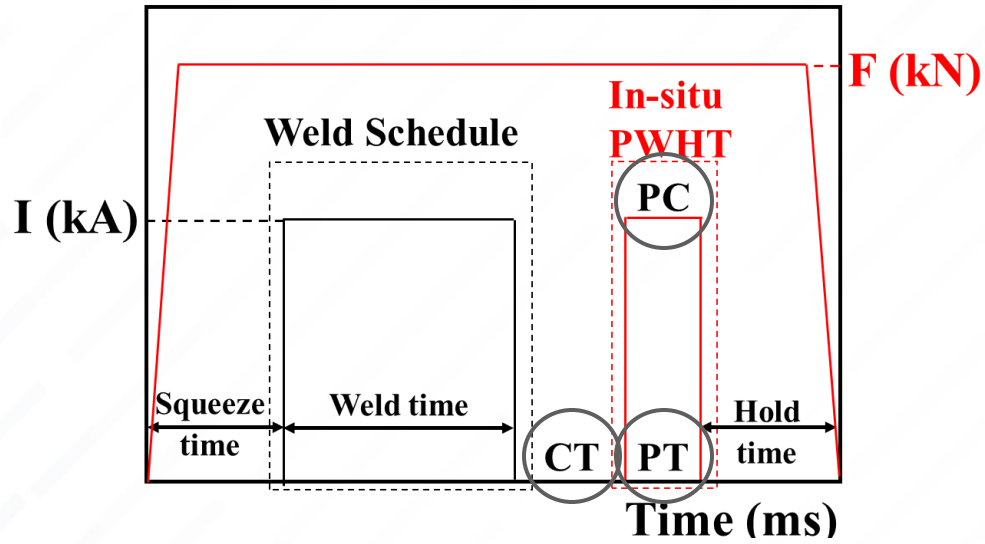 F (kN)
In-situ
PWHT
Weld Schedule
PC
I (kA)
Squeeze
time
Weld time
CT
PT
Hold
time
Time (ms)